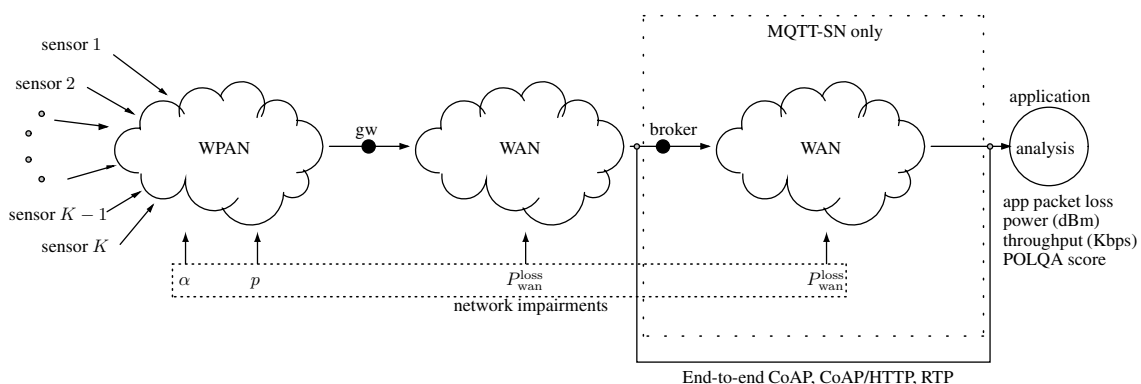 MQTT-SN only
sensor 1
sensor 2
application
gw
broker
WPAN
WAN
WAN
analysis
sensor K − 1
sensor K
app packet loss
power (dBm)
throughput (Kbps)
POLQA score
α
p
P_wan^loss
P_wan^loss
network impairments
End-to-end CoAP, CoAP/HTTP, RTP